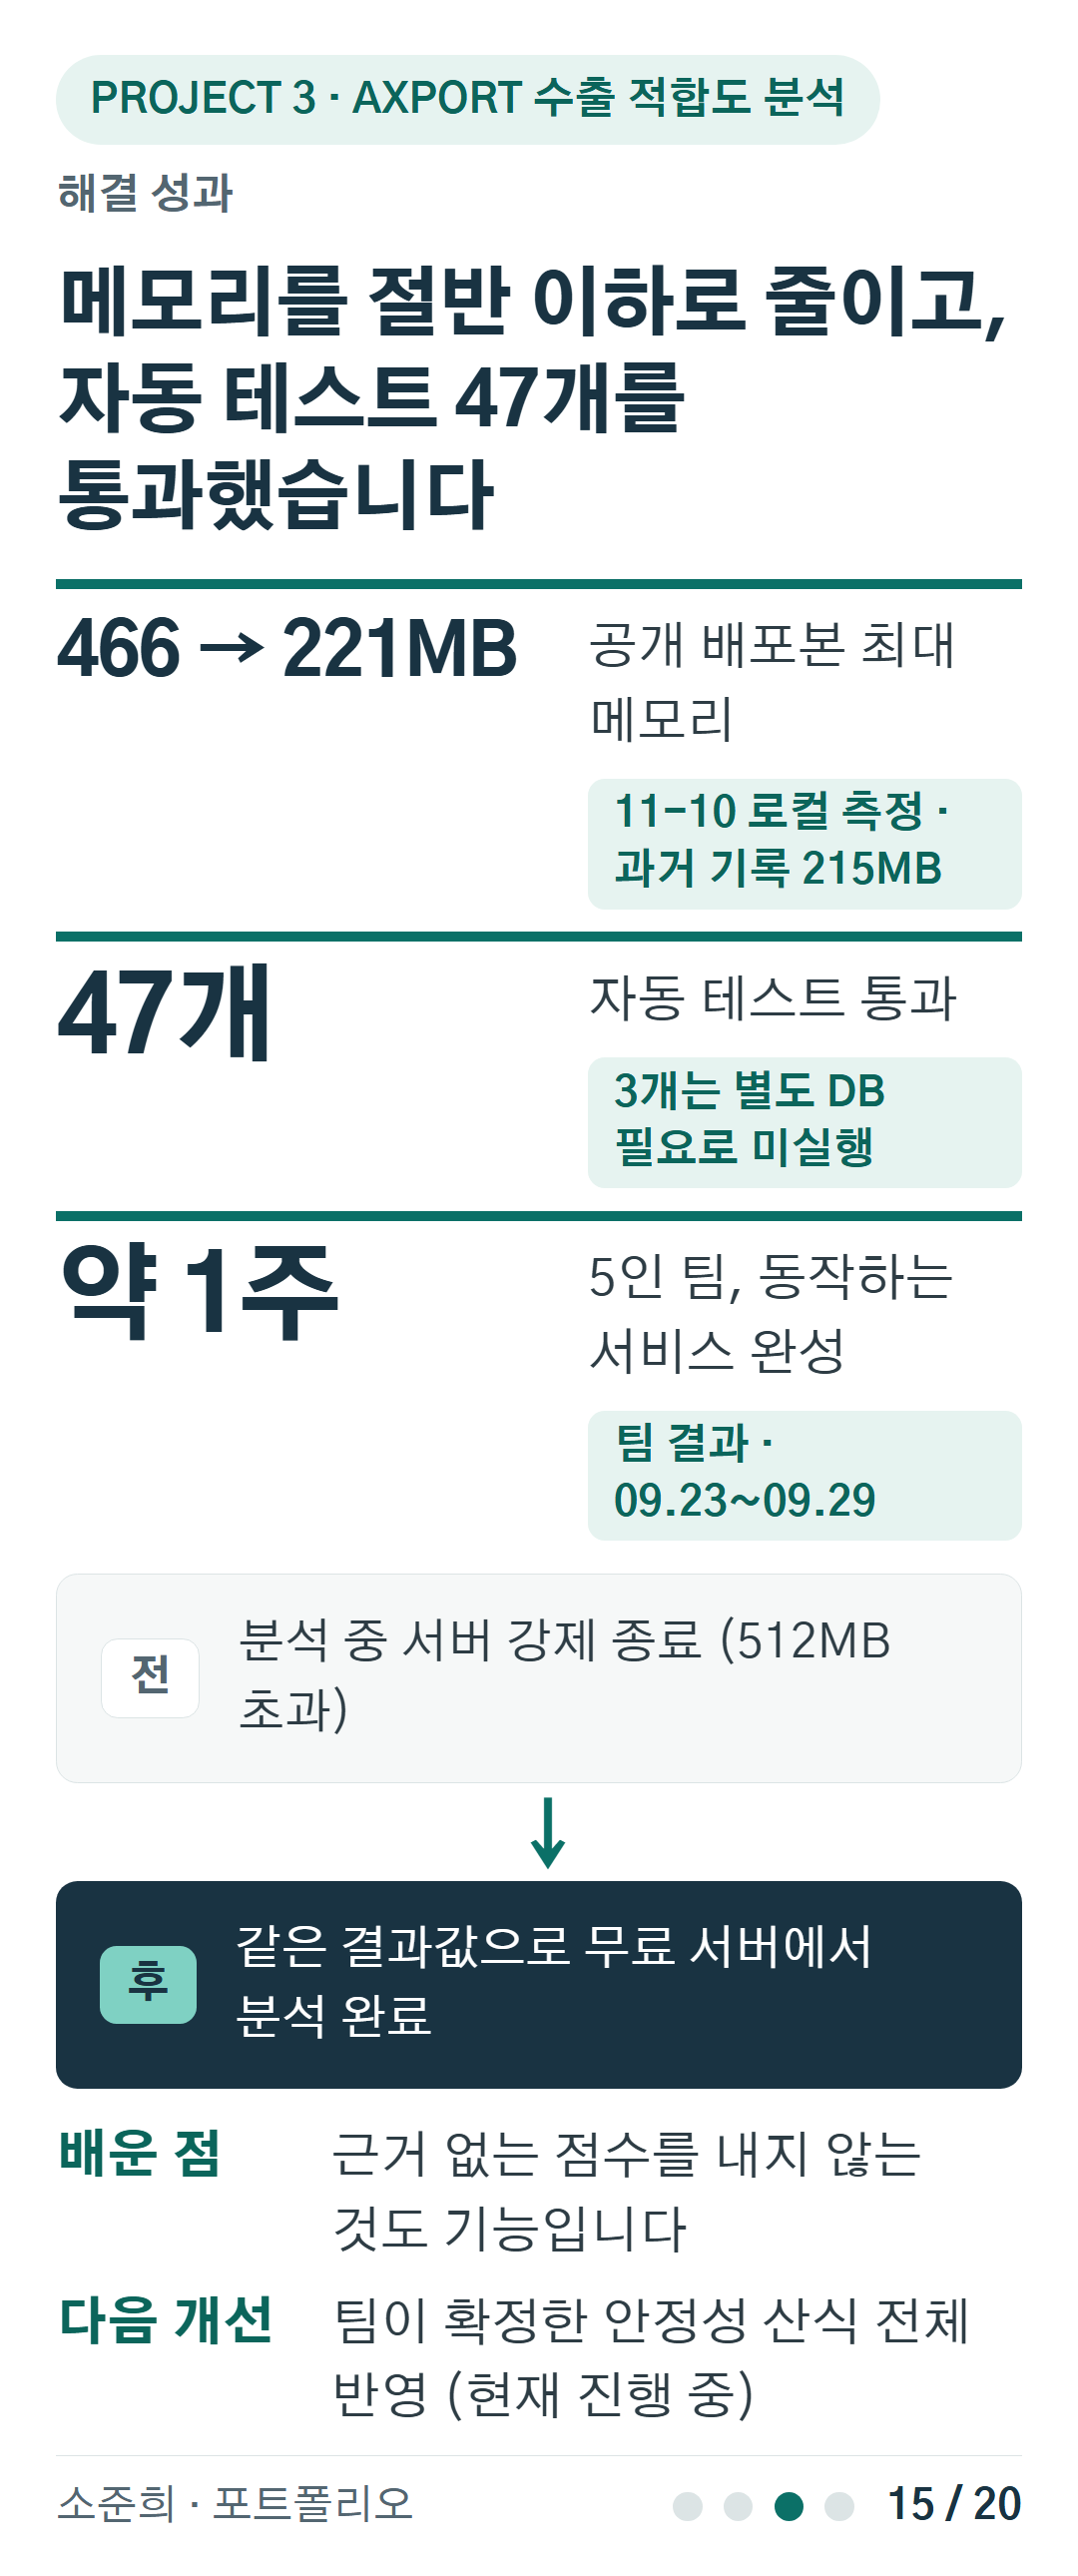 PROJECT 3 · AXPORT 수출 적합도 분석
해결 성과
메모리를 절반 이하로 줄이고,
자동 테스트 47개를
통과했습니다
466 → 221MB
공개 배포본 최대
메모리
11-10 로컬 측정 ·
과거 기록 215MB
47개
자동 테스트 통과
3개는 별도 DB
필요로 미실행
약 1주
5인 팀, 동작하는
서비스 완성
팀 결과 ·
09.23~09.29
전
분석 중 서버 강제 종료 (512MB
초과)
↓
후
같은 결과값으로 무료 서버에서
분석 완료
배운 점
근거 없는 점수를 내지 않는
것도 기능입니다
다음 개선
팀이 확정한 안정성 산식 전체
반영 (현재 진행 중)
소준희 · 포트폴리오
15 / 20